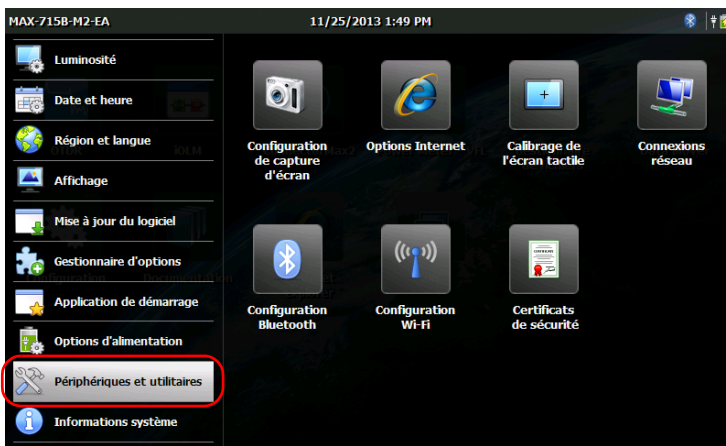 MAX-715B-M2-EA
11/25/2013 1:49 PM
Luminosité
Date et heure
Région et langue
Affichage
Mise à jour du logiciel
Gestionnaire d'options
Application de démarrage
Options d'alimentation
Périphériques et utilitaires
Informations système
Configuration
de capture
d'écran
Options Internet
Calibrage de
l'écran tactile
Connexions
réseau
Configuration
Bluetooth
Configuration
Wi-Fi
Certificats
de sécurité